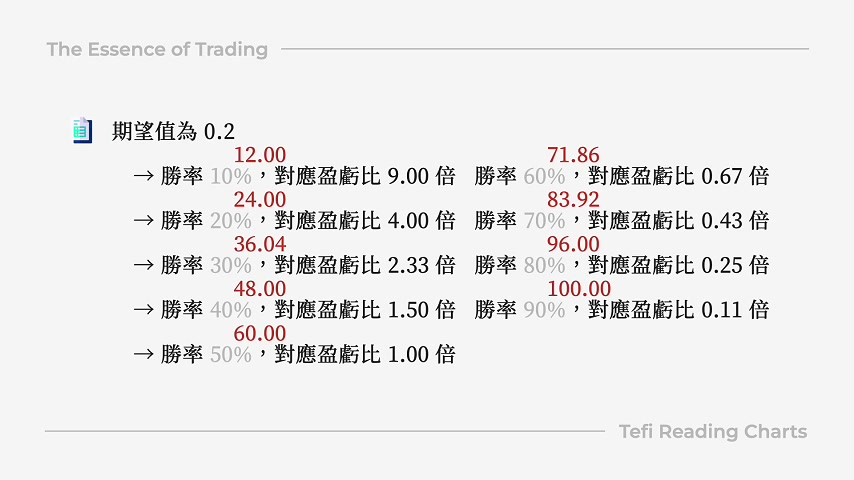 The Essence of Trading
期望值為 0.2
12.00
→ 勝率 10%，對應盈虧比 9.00 倍
24.00
→ 勝率 20%，對應盈虧比 4.00 倍
36.04
→ 勝率 30%，對應盈虧比 2.33 倍
48.00
→ 勝率 40%，對應盈虧比 1.50 倍
60.00
→ 勝率 50%，對應盈虧比 1.00 倍
71.86
勝率 60%，對應盈虧比 0.67 倍
83.92
勝率 70%，對應盈虧比 0.43 倍
96.00
勝率 80%，對應盈虧比 0.25 倍
100.00
勝率 90%，對應盈虧比 0.11 倍
Tefi Reading Charts